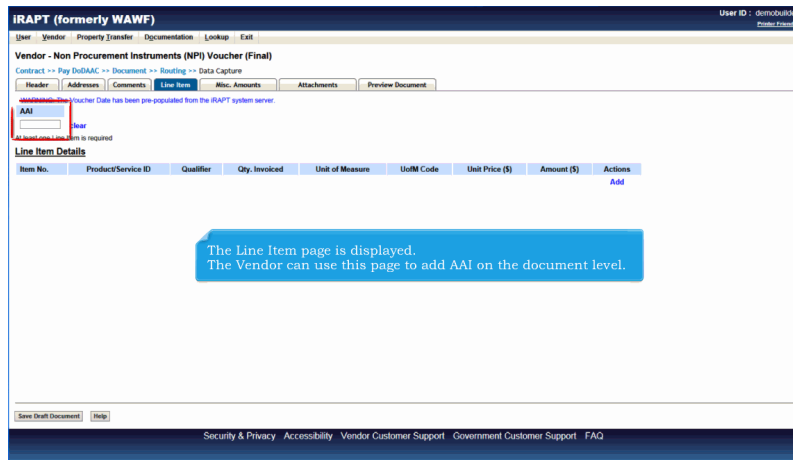 iRAPT (formerly WAWF)
User ID : demobuilde
Printer Friend
User Vendor Property Transfer Documentation Lookup Exit
Vendor - Non Procurement Instruments (NPI) Voucher (Final)
Contract >> Pay DoDAAC >> Document >> Routing >> Data Capture
Header Addresses Comments Line Item Misc. Amounts Attachments Preview Document
WARNING: The Voucher Date has been pre-populated from the iRAPT system server.
AAI
clear
At least one Line Item is required
Line Item Details
Item No. Product/Service ID Qualifier Qty. Invoiced Unit of Measure UofM Code Unit Price ($) Amount ($) Actions
Add
The Line Item page is displayed.
The Vendor can use this page to add AAI on the document level.
Save Draft Document Help
Security & Privacy Accessibility Vendor Customer Support Government Customer Support FAQ